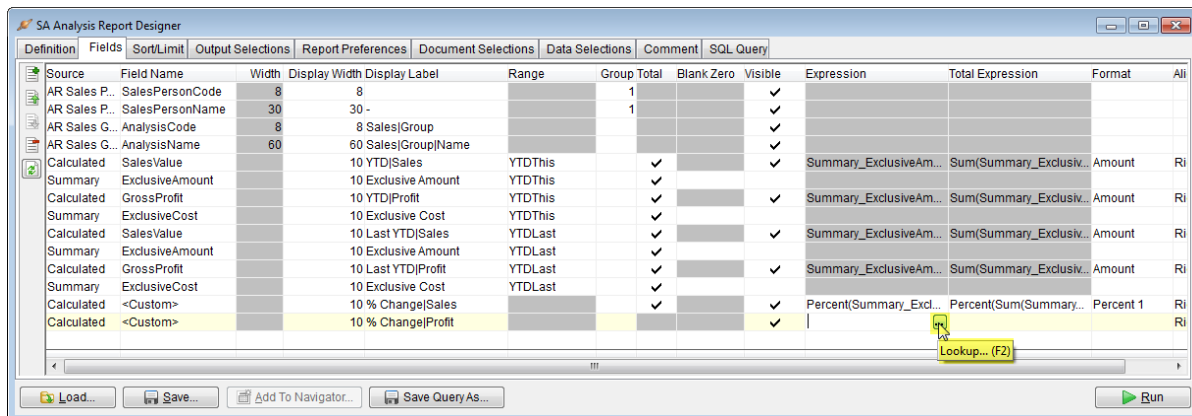 SA Analysis Report Designer
Definition Fields Sort/Limit Output Selections Report Preferences Document Selections Data Selections Comment SQL Query
Source Field Name Width Display Width Display Label Range Group Total Blank Zero Visible Expression Total Expression Format Ali
AR Sales P... SalesPersonCode 8 8 1
AR Sales P... SalesPersonName 30 30 - 1
AR Sales G... AnalysisCode 8 8 Sales|Group
AR Sales G... AnalysisName 60 60 Sales|Group|Name
Calculated SalesValue 10 YTD|Sales YTDThis Summary_ExclusiveAm... Sum(Summary_Exclusiv... Amount Ri
Summary ExclusiveAmount 10 Exclusive Amount YTDThis
Calculated GrossProfit 10 YTD|Profit YTDThis Summary_ExclusiveAm... Sum(Summary_Exclusiv... Amount Ri
Summary ExclusiveCost 10 Exclusive Cost YTDThis
Calculated SalesValue 10 Last YTD|Sales YTDLast Summary_ExclusiveAm... Sum(Summary_Exclusiv... Amount Ri
Summary ExclusiveAmount 10 Exclusive Amount YTDLast
Calculated GrossProfit 10 Last YTD|Profit YTDLast Summary_ExclusiveAm... Sum(Summary_Exclusiv... Amount Ri
Summary ExclusiveCost 10 Exclusive Cost YTDLast
Calculated <Custom> 10 % Change|Sales Percent(Summary_Excl... Percent(Sum(Summary... Percent 1 Ri
Calculated <Custom> 10 % Change|Profit ... Ri
Lookup... (F2)
Load... Save... Add To Navigator... Save Query As... Run